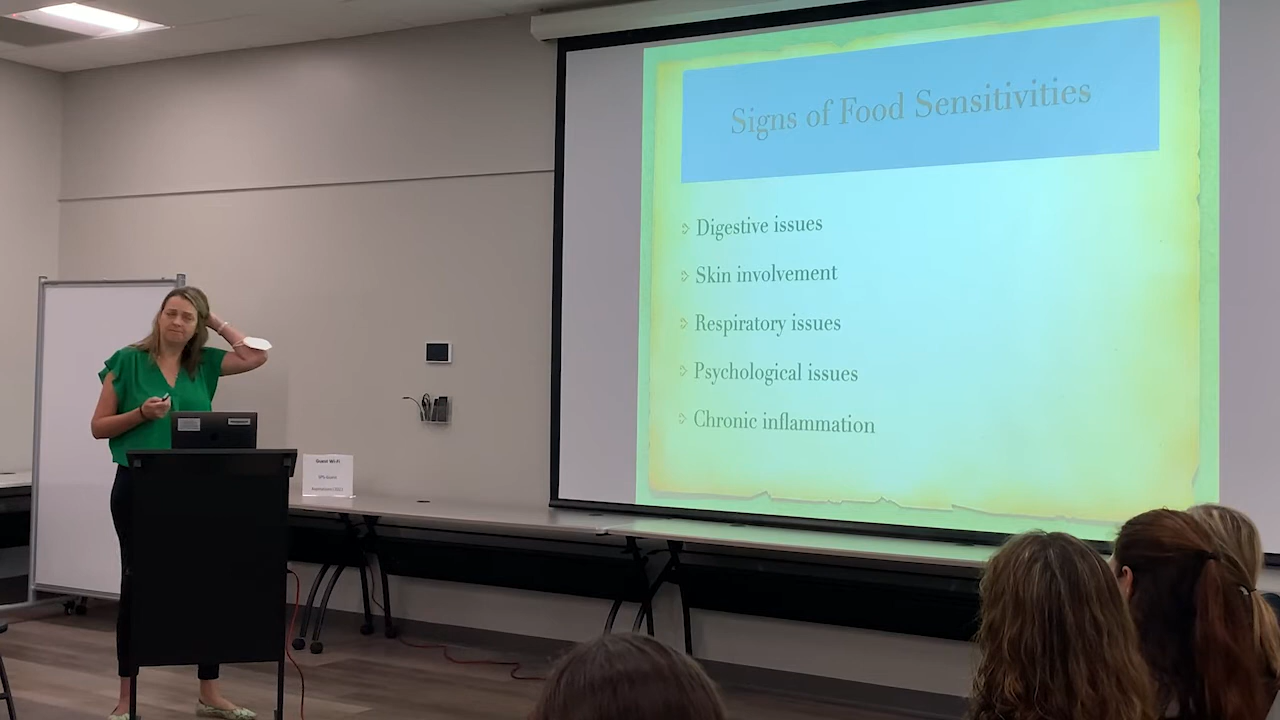 Signs of Food Sensitivities
Digestive issues
Skin involvement
Respiratory issues
Psychological issues
Chronic inflammation
Guest Wi-Fi